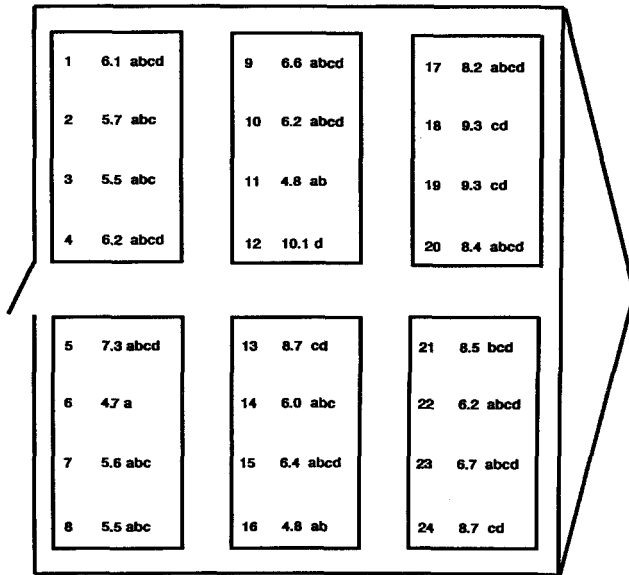 1 6.1 abcd
2 5.7 abc
3 5.5 abc
4 6.2 abcd
9 6.6 abcd
10 6.2 abcd
11 4.8 ab
12 10.1 d
17 8.2 abcd
18 9.3 cd
19 9.3 cd
20 8.4 abcd
5 7.3 abcd
6 4.7 a
7 5.6 abc
8 5.5 abc
13 8.7 cd
14 6.0 abc
15 6.4 abcd
16 4.8 ab
21 8.5 bcd
22 6.2 abcd
23 6.7 abcd
24 8.7 cd